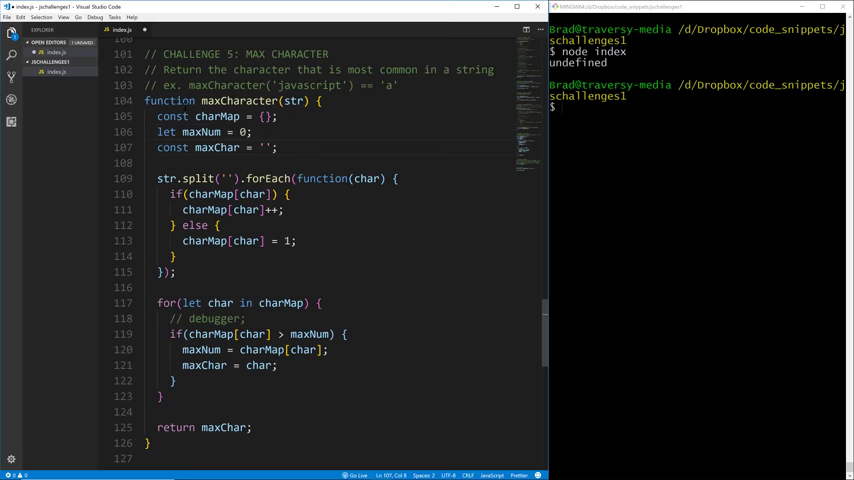 index.js - Visual Studio Code
File Edit Selection View Go Debug Tasks Help
EXPLORER
OPEN EDITORS 1 UNSAVED
index.js
JSCHALLENGES1
index.js
index.js
100
101 // CHALLENGE 5: MAX CHARACTER
102 // Return the character that is most common in a string
103 // ex. maxCharacter('javascript') == 'a'
104 function maxCharacter(str) {
105 const charMap = {};
106 let maxNum = 0;
107 const maxChar = '';
108
109 str.split('').forEach(function(char) {
110 if(charMap[char]) {
111 charMap[char]++;
112 } else {
113 charMap[char] = 1;
114 }
115 });
116
117 for(let char in charMap) {
118 // debugger;
119 if(charMap[char] > maxNum) {
120 maxNum = charMap[char];
121 maxChar = char;
122 }
123 }
124
125 return maxChar;
126 }
127
0 0
Go Live Ln 107, Col 8 Spaces: 2 UTF-8 CRLF JavaScript Prettier
MINGW64:/d/Dropbox/code_snippets/jschallenges1
Brad@traversy-media /d/Dropbox/code_snippets/j
schallenges1
$ node index
undefined
Brad@traversy-media /d/Dropbox/code_snippets/j
schallenges1
$